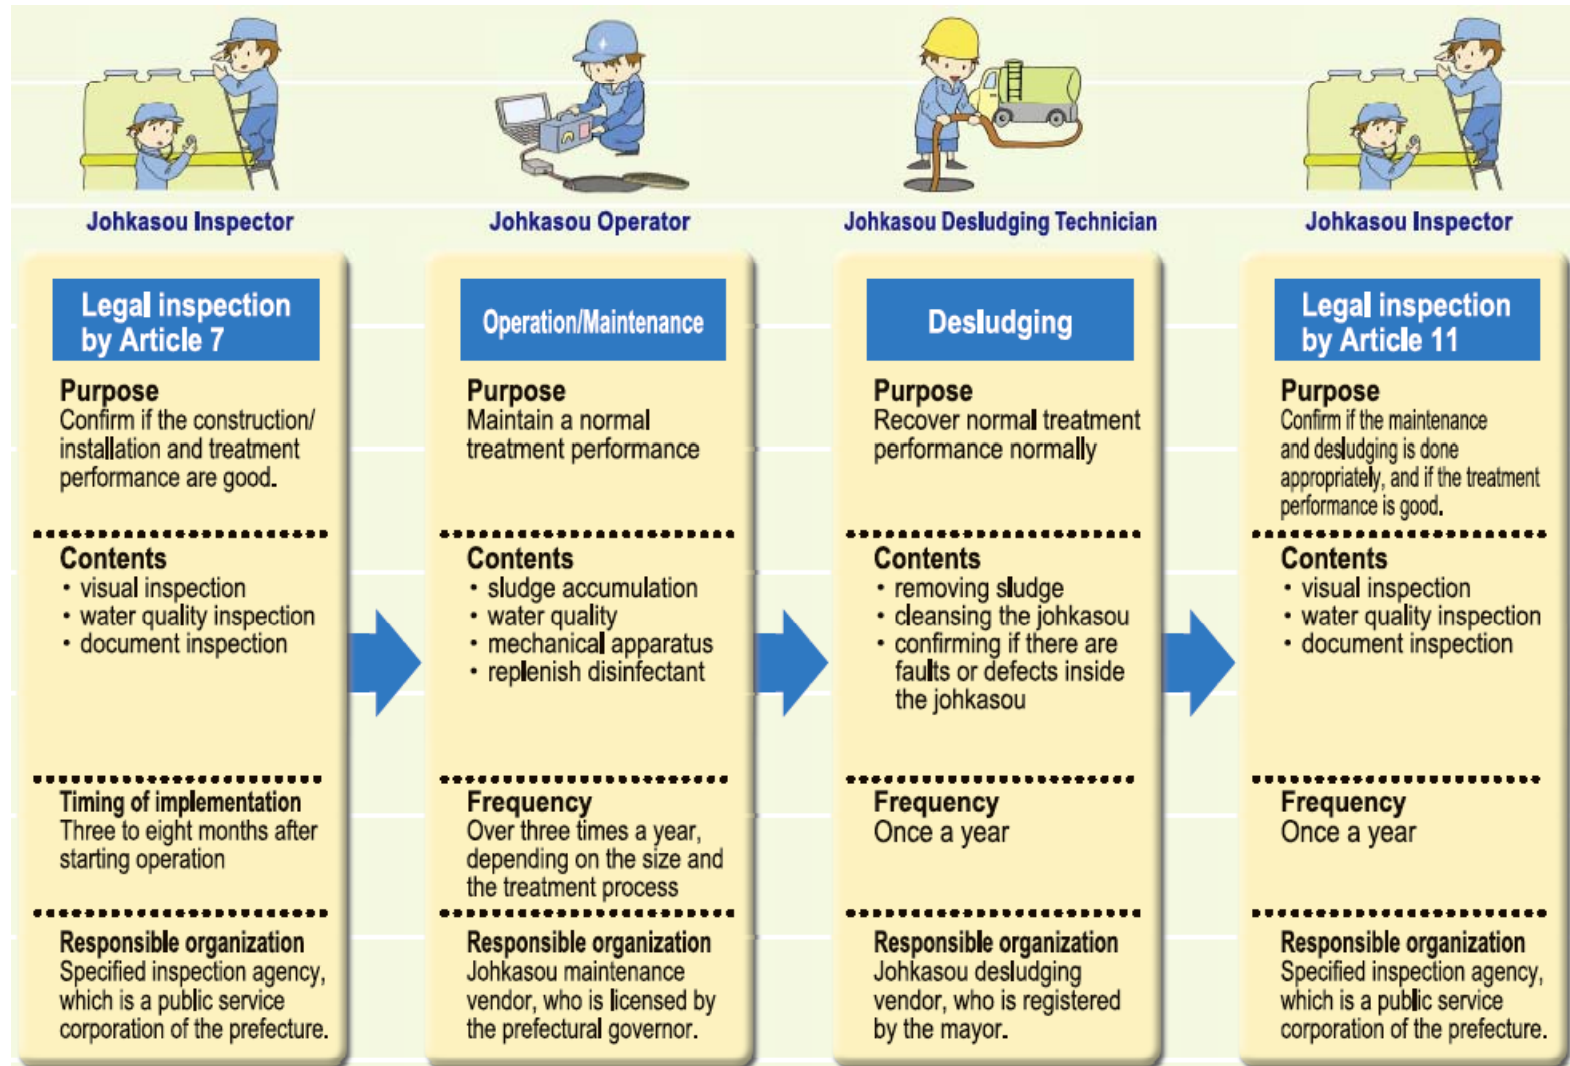 Johkasou Inspector
Legal inspection
by Article 7
Purpose
Confirm if the construction/
installation and treatment
performance are good.
Contents
・visual inspection
・water quality inspection
・document inspection
Timing of implementation
Three to eight months after
starting operation
Responsible organization
Specified inspection agency,
which is a public service
corporation of the prefecture.
Johkasou Operator
Operation/Maintenance
Purpose
Maintain a normal
treatment performance
Contents
・sludge accumulation
・water quality
・mechanical apparatus
・replenish disinfectant
Frequency
Over three times a year,
depending on the size and
the treatment process
Responsible organization
Johkasou maintenance
vendor, who is licensed by
the prefectural governor.
Johkasou Desludging Technician
Desludging
Purpose
Recover normal treatment
performance normally
Contents
・removing sludge
・cleansing the johkasou
・confirming if there are
faults or defects inside
the johkasou
Frequency
Once a year
Responsible organization
Johkasou desludging
vendor, who is registered
by the mayor.
Johkasou Inspector
Legal inspection
by Article 11
Purpose
Confirm if the maintenance
and desludging is done
appropriately, and if the treatment
performance is good.
Contents
・visual inspection
・water quality inspection
・document inspection
Frequency
Once a year
Responsible organization
Specified inspection agency,
which is a public service
corporation of the prefecture.